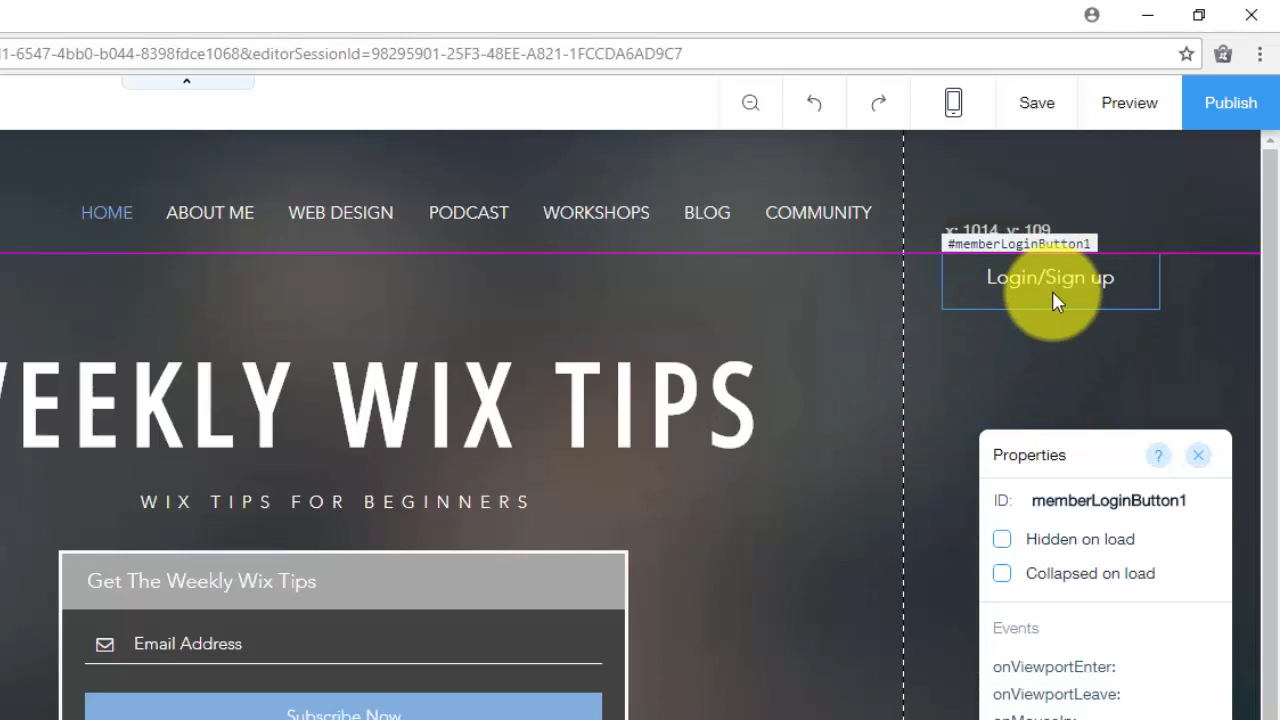 1-6547-4bb0-b044-8398fdce1068&editorSessionId=98295901-25F3-48EE-A821-1FCCDA6AD9C7
Save
Preview
Publish
HOME
ABOUT ME
WEB DESIGN
PODCAST
WORKSHOPS
BLOG
COMMUNITY
x: 1014, y: 109
#memberLoginButton1
Login/Sign up
WEEKLY WIX TIPS
WIX TIPS FOR BEGINNERS
Get The Weekly Wix Tips
Email Address
Subscribe Now
Properties
?
ID: memberLoginButton1
Hidden on load
Collapsed on load
Events
onViewportEnter:
onViewportLeave: